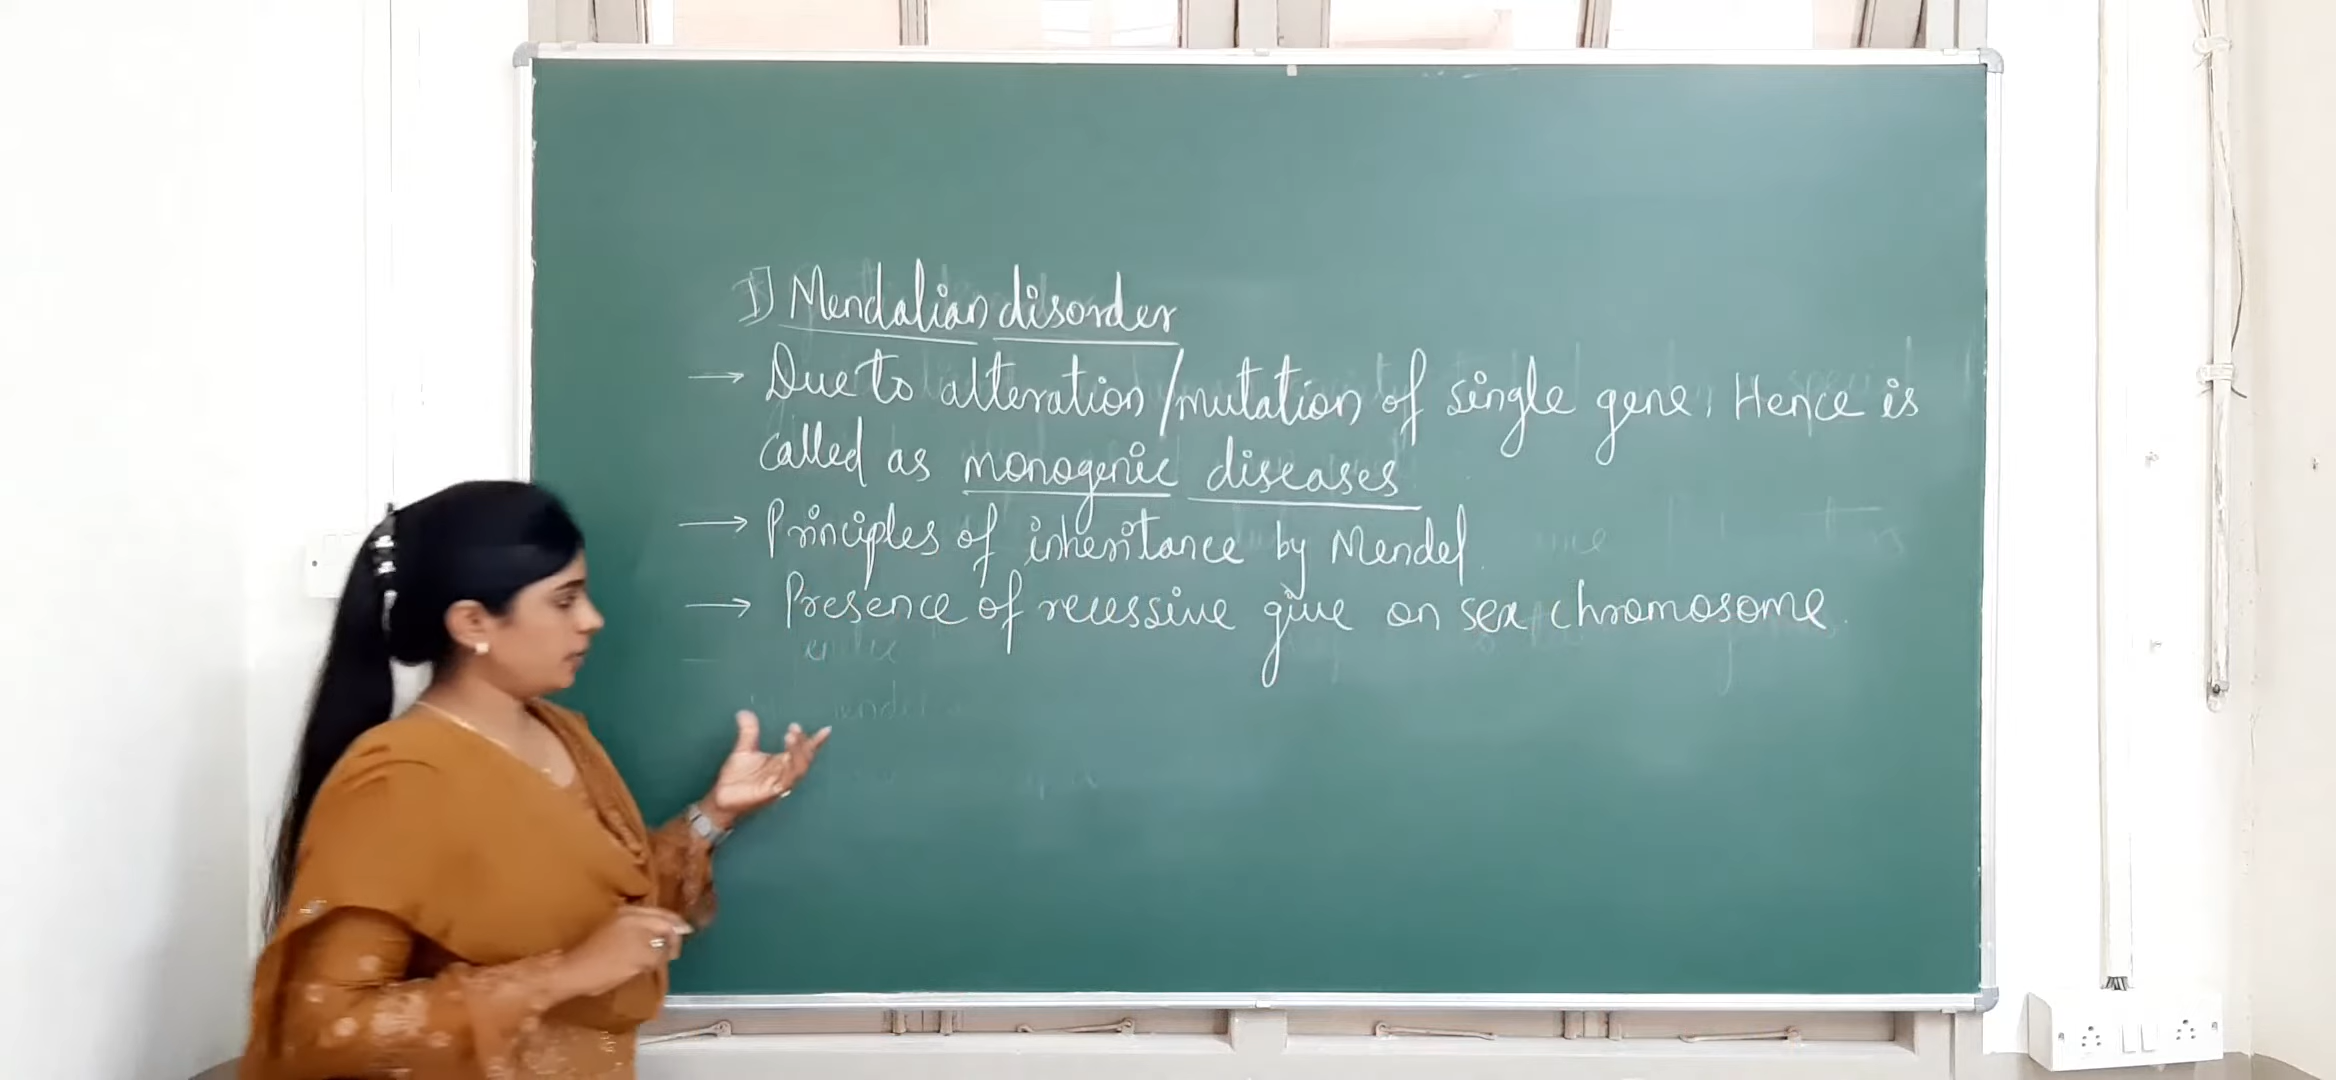 I] Mendalian disorder
→ Due to alteration/mutation of single gene, Hence is
called as monogenic diseases
→ Principles of inheritance by Mendel.
→ Presence of recessive give on sex chromosome.